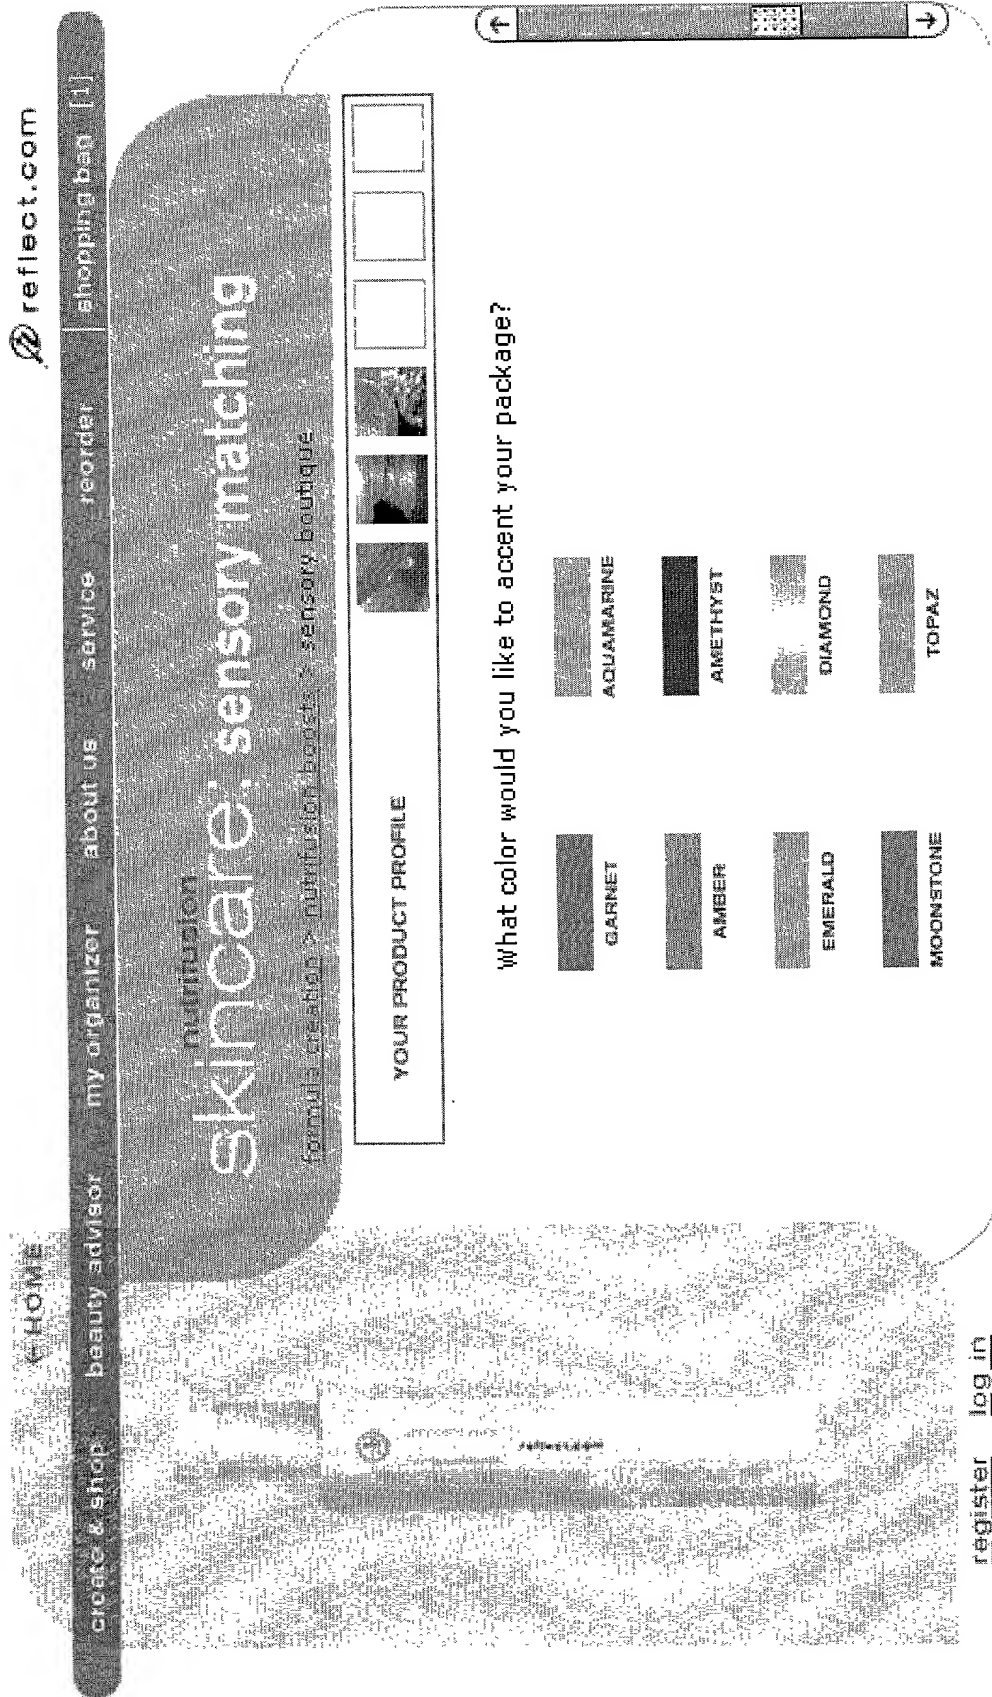 ← HOME
reflect.com
create & shop beauty advisor my organizer about us service reorder shopping bag [1]
nutrifusion
skincare: sensory matching
formula creation > nutrifusion boosts > sensory boutique
YOUR PRODUCT PROFILE
What color would you like to accent your package?
GARNET AQUAMARINE
AMBER AMETHYST
EMERALD DIAMOND
MOONSTONE TOPAZ
register log in